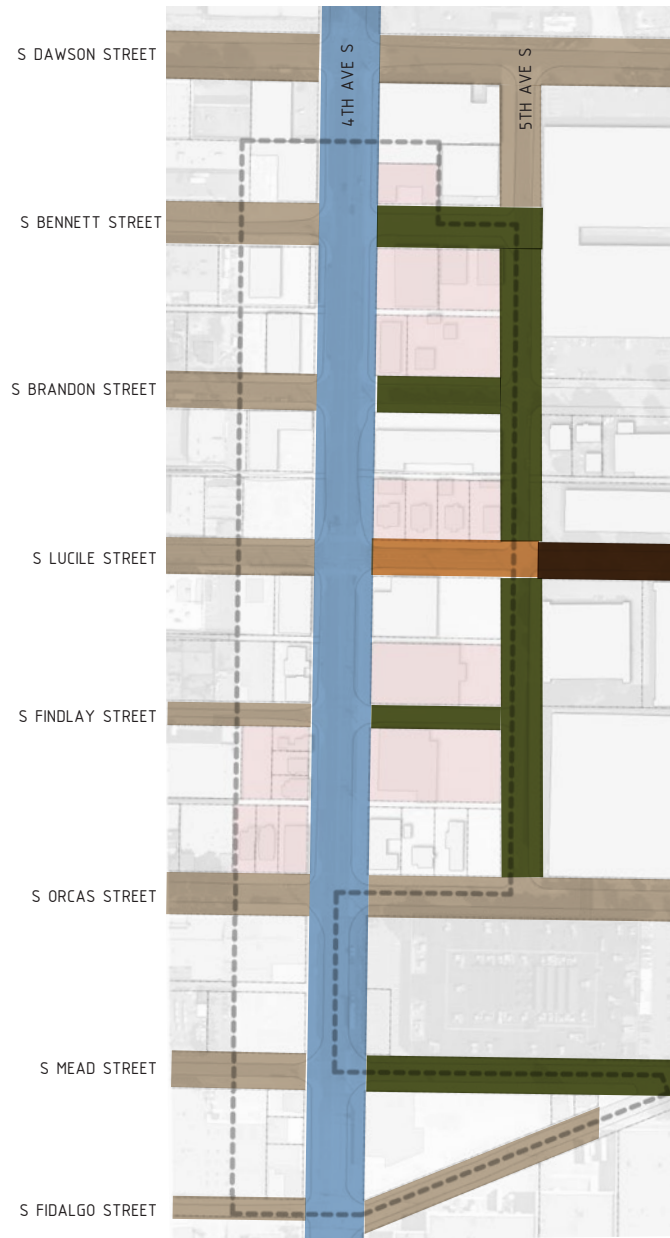 S DAWSON STREET
4TH AVE S
5TH AVE S
S BENNETT STREET
S BRANDON STREET
S LUCILE STREET
S FINDLAY STREET
S ORCAS STREET
S MEAD STREET
S FIDALGO STREET